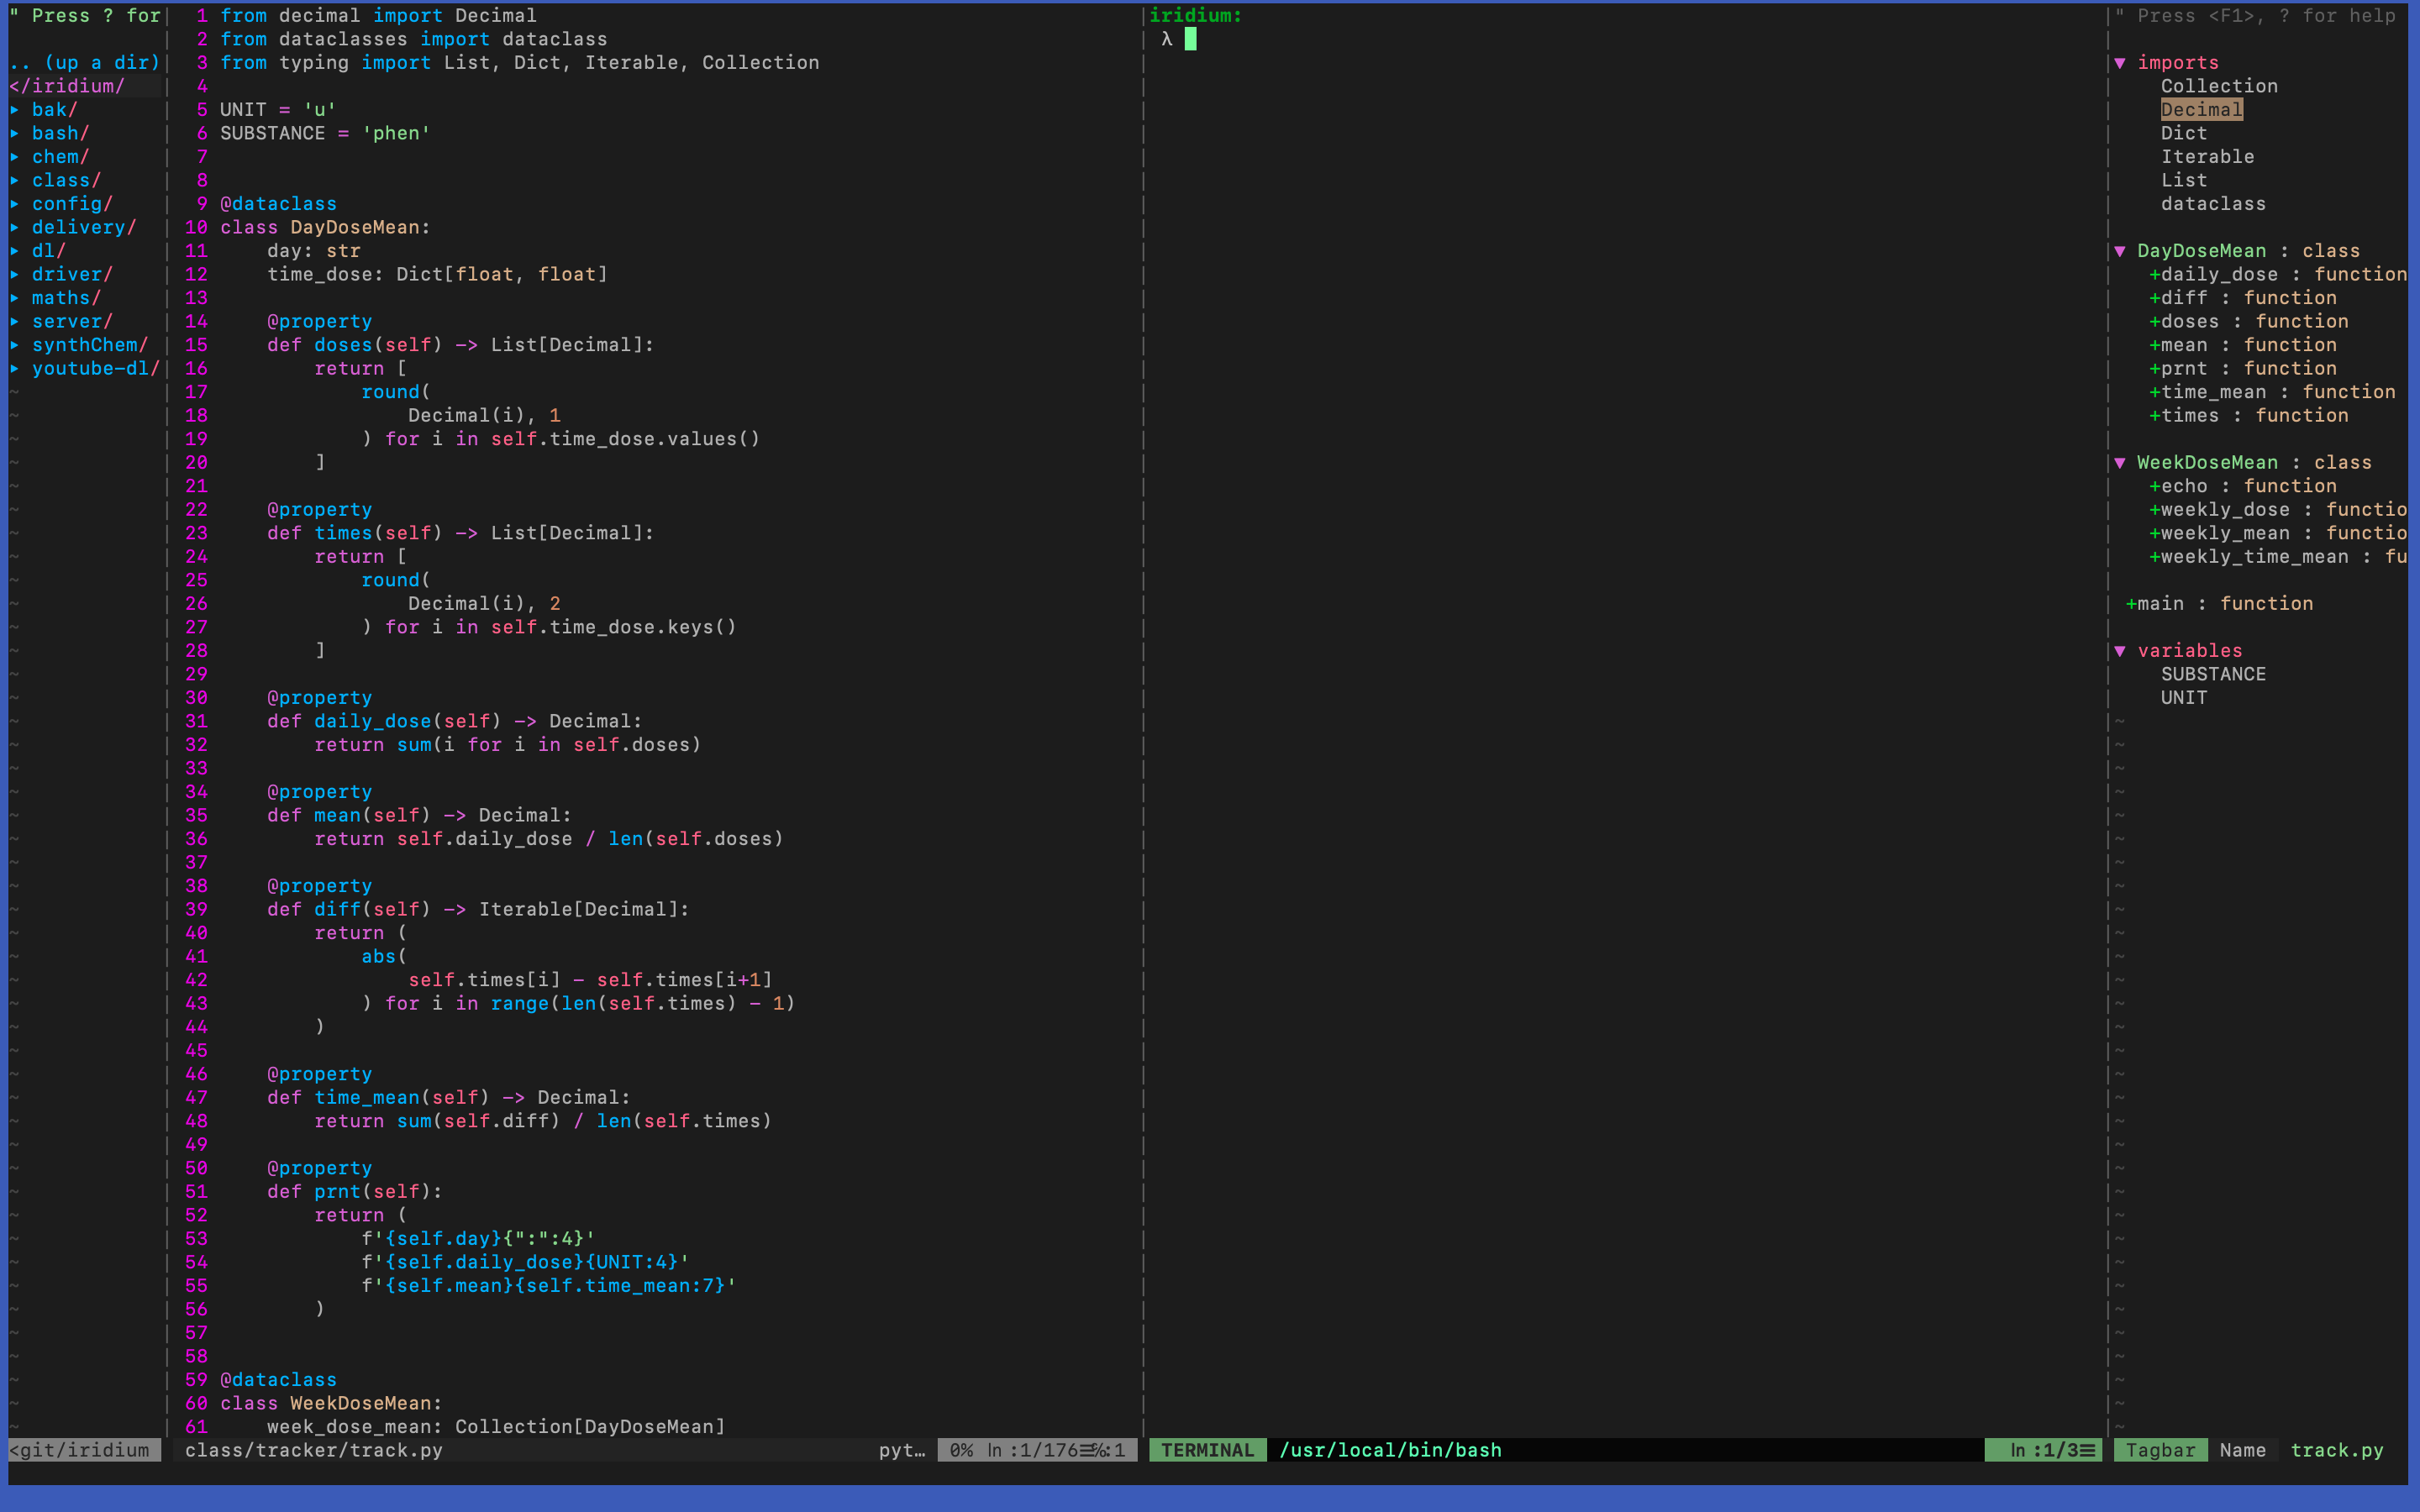 " Press ? for
.. (up a dir)
</iridium/
▸ bak/
▸ bash/
▸ chem/
▸ class/
▸ config/
▸ delivery/
▸ dl/
▸ driver/
▸ maths/
▸ server/
▸ synthChem/
▸ youtube-dl/
<git/iridium
1 from decimal import Decimal
2 from dataclasses import dataclass
3 from typing import List, Dict, Iterable, Collection
4
5 UNIT = 'u'
6 SUBSTANCE = 'phen'
7
8
9 @dataclass
10 class DayDoseMean:
11     day: str
12     time_dose: Dict[float, float]
13
14     @property
15     def doses(self) -> List[Decimal]:
16         return [
17             round(
18                 Decimal(i), 1
19             ) for i in self.time_dose.values()
20         ]
21
22     @property
23     def times(self) -> List[Decimal]:
24         return [
25             round(
26                 Decimal(i), 2
27             ) for i in self.time_dose.keys()
28         ]
29
30     @property
31     def daily_dose(self) -> Decimal:
32         return sum(i for i in self.doses)
33
34     @property
35     def mean(self) -> Decimal:
36         return self.daily_dose / len(self.doses)
37
38     @property
39     def diff(self) -> Iterable[Decimal]:
40         return (
41             abs(
42                 self.times[i] - self.times[i+1]
43             ) for i in range(len(self.times) - 1)
44         )
45
46     @property
47     def time_mean(self) -> Decimal:
48         return sum(self.diff) / len(self.times)
49
50     @property
51     def prnt(self):
52         return (
53             f'{self.day}{":":4}'
54             f'{self.daily_dose}{UNIT:4}'
55             f'{self.mean}{self.time_mean:7}'
56         )
57
58
59 @dataclass
60 class WeekDoseMean:
61     week_dose_mean: Collection[DayDoseMean]
class/tracker/track.py pyt… 0% ㏑:1/176☰℅:1
iridium:
λ
TERMINAL /usr/local/bin/bash ㏑:1/3☰
" Press <F1>, ? for help
▼ imports
Collection
Decimal
Dict
Iterable
List
dataclass
▼ DayDoseMean : class
+daily_dose : function
+diff : function
+doses : function
+mean : function
+prnt : function
+time_mean : function
+times : function
▼ WeekDoseMean : class
+echo : function
+weekly_dose : functio
+weekly_mean : functio
+weekly_time_mean : fu
+main : function
▼ variables
SUBSTANCE
UNIT
Tagbar Name track.py